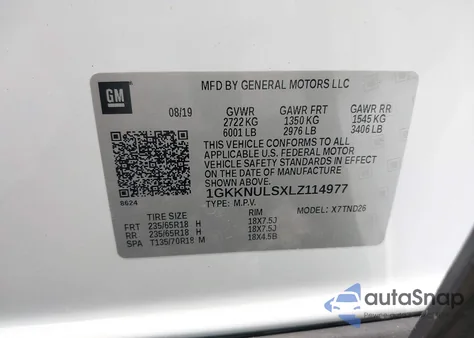 GM
MFD BY GENERAL MOTORS LLC
08/19 GVWR GAWR FRT GAWR RR
2722 KG 1350 KG 1545 KG
6001 LB 2976 LB 3406 LB
THIS VEHICLE CONFORMS TO ALL
APPLICABLE U.S. FEDERAL MOTOR
VEHICLE SAFETY STANDARDS IN EFFECT ON
THE DATE OF MANUFACTURE SHOWN ABOVE.
1GKKNULSXLZ114977
8624
TYPE: M.P.V. MODEL: X7TND26
TIRE SIZE RIM
FRT 235/65R18 H 18X7.5J
RR 235/65R18 H 18X7.5J
SPA T135/70R18 M 18X4.5B
autoSnap